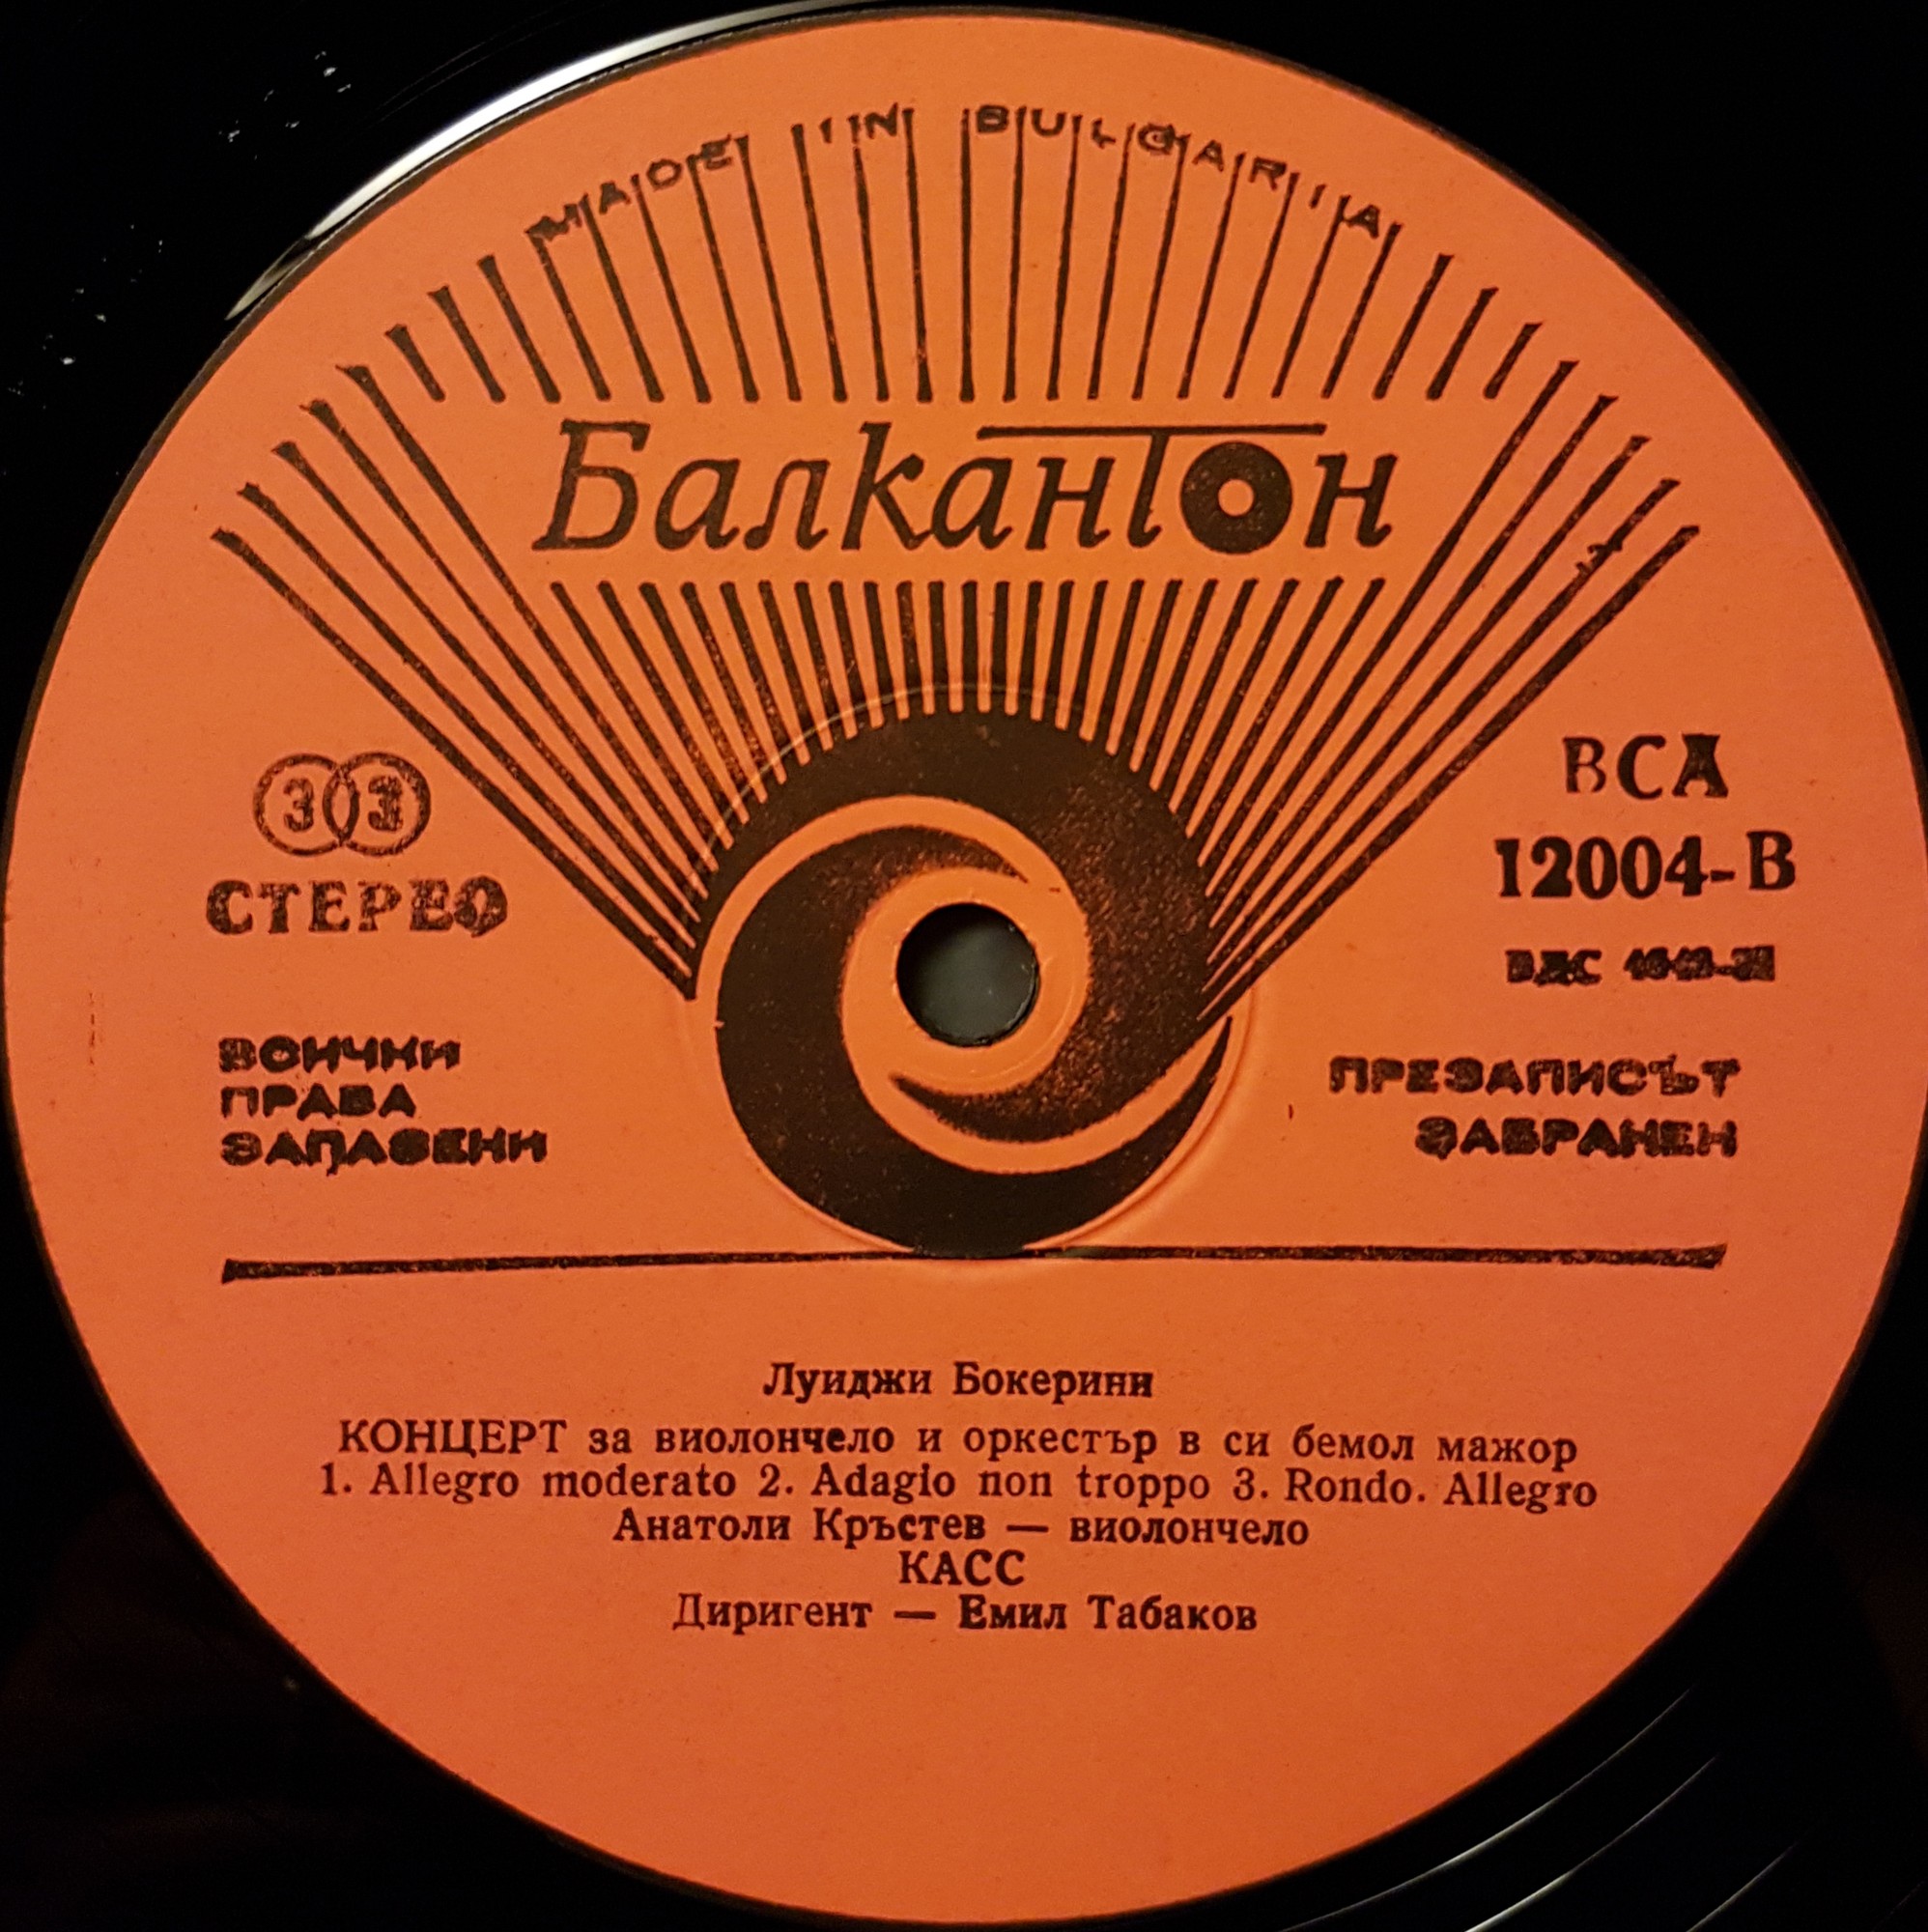 MADE IN BULGARIA
Балкантон
33
СТЕРЕО
ВСА
12004-В
БДС
ВСИЧКИ
ПРАВА
ЗАПАЗЕНИ
ПРЕЗАПИСЪТ
ЗАБРАНЕН
Луиджи Бокерини
КОНЦЕРТ за виолончело и оркестър в си бемол мажор
1. Allegro moderato 2. Adagio non troppo 3. Rondo. Allegro
Анатоли Кръстев — виолончело
КАСС
Диригент — Емил Табаков